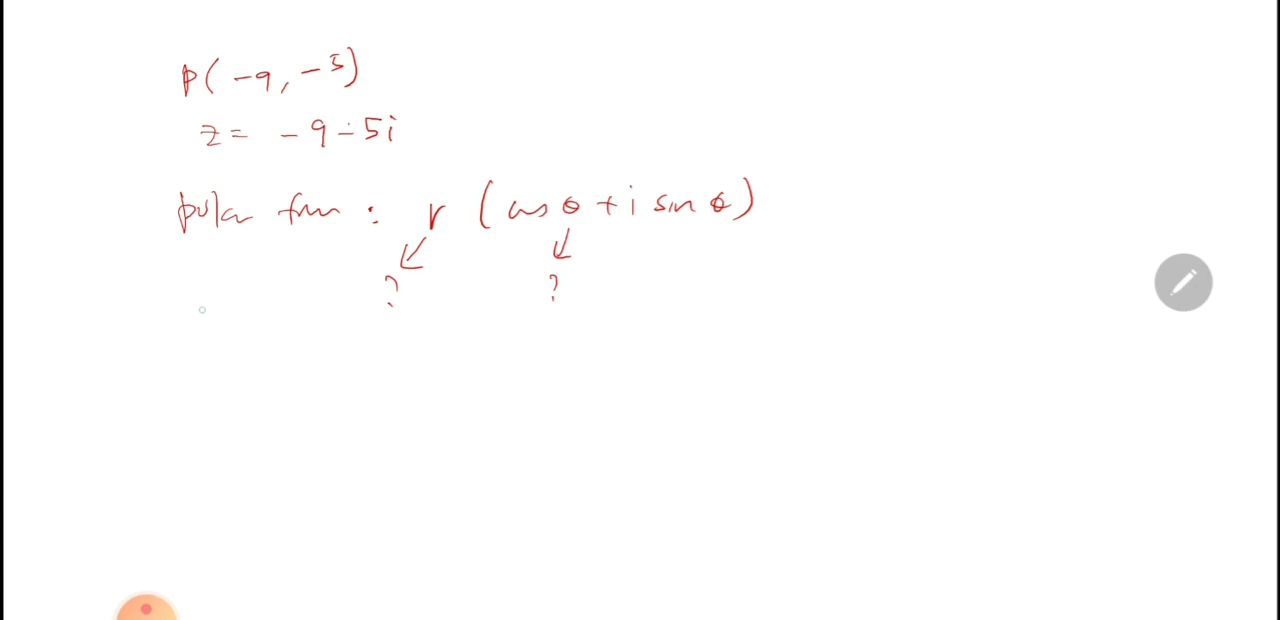 P(-9, -5)
z = -9-5i
polar form : r (cos θ + i sin θ)
? ?